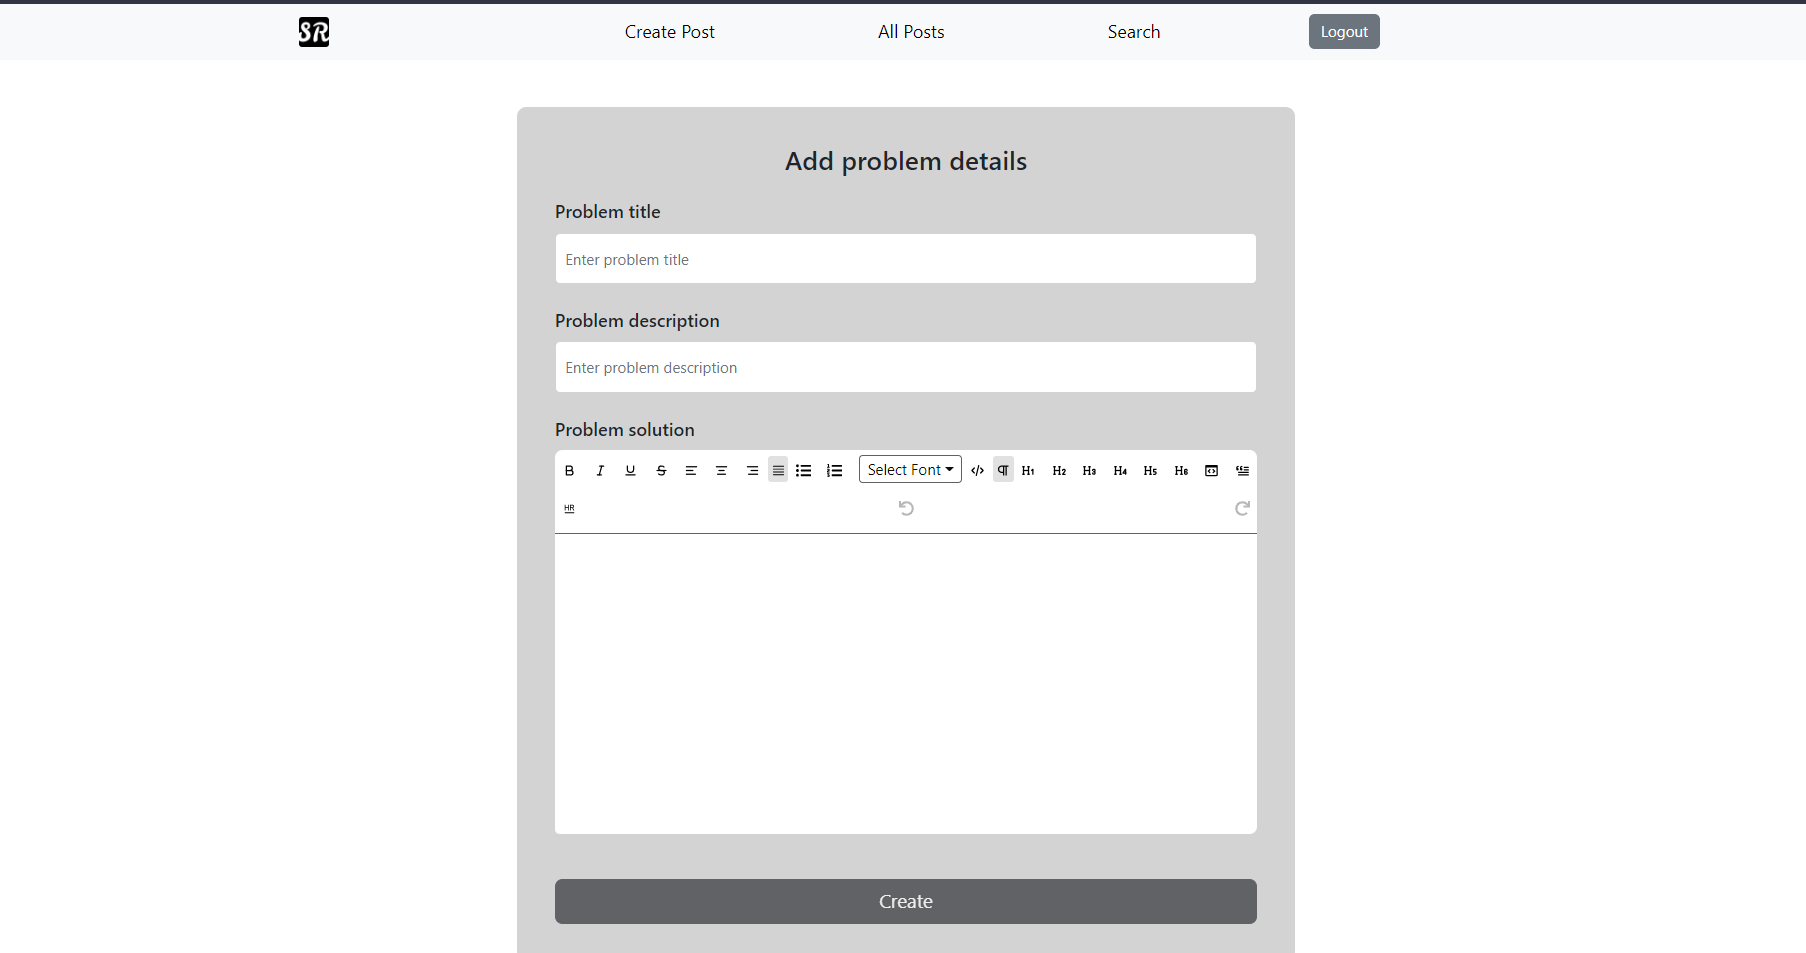 SR Create Post All Posts Search Logout
Add problem details
Problem title
Enter problem title
Problem description
Enter problem description
Problem solution
B I U S Select Font </> ¶ H1 H2 H3 H4 H5 H6
HR
Create